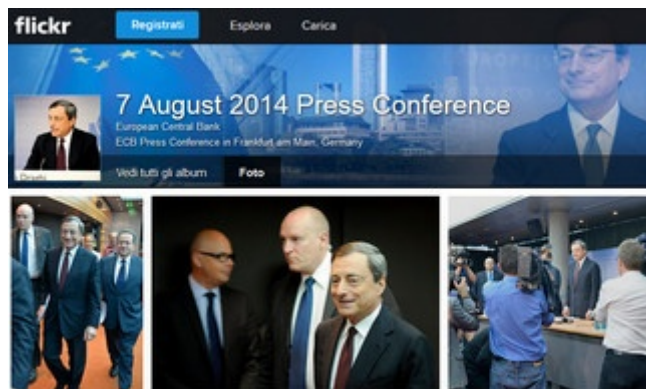 flickr
Registrati
Esplora
Carica
7 August 2014 Press Conference
European Central Bank
ECB Press Conference in Frankfurt am Main, Germany
Vedi tutti gli album
Foto